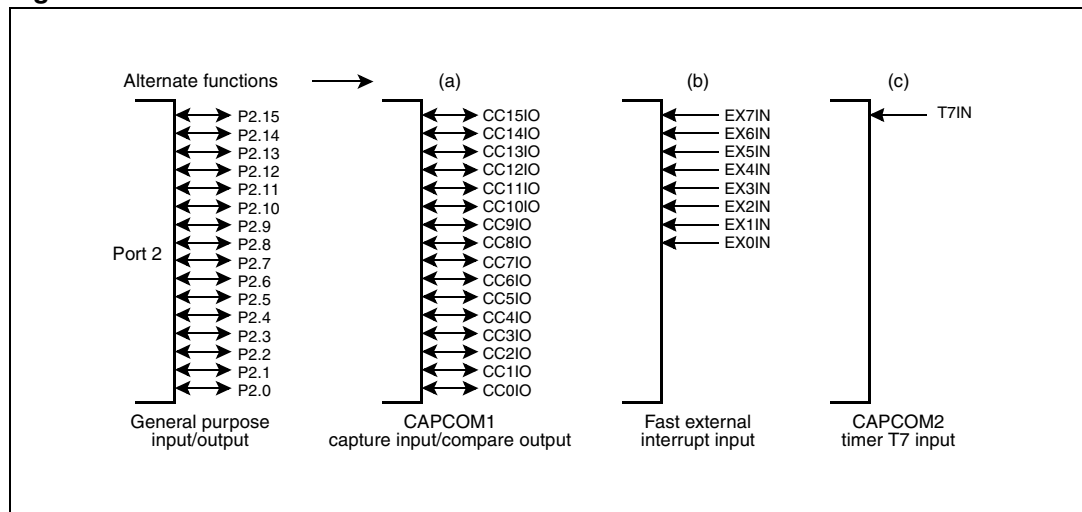 Alternate functions (a) (b) (c)
P2.15 CC15IO EX7IN T7IN
P2.14 CC14IO EX6IN
P2.13 CC13IO EX5IN
P2.12 CC12IO EX4IN
P2.11 CC11IO EX3IN
P2.10 CC10IO EX2IN
P2.9 CC9IO EX1IN
P2.8 CC8IO EX0IN
Port 2
P2.7 CC7IO
P2.6 CC6IO
P2.5 CC5IO
P2.4 CC4IO
P2.3 CC3IO
P2.2 CC2IO
P2.1 CC1IO
P2.0 CC0IO
General purpose
input/output
CAPCOM1
capture input/compare output
Fast external
interrupt input
CAPCOM2
timer T7 input